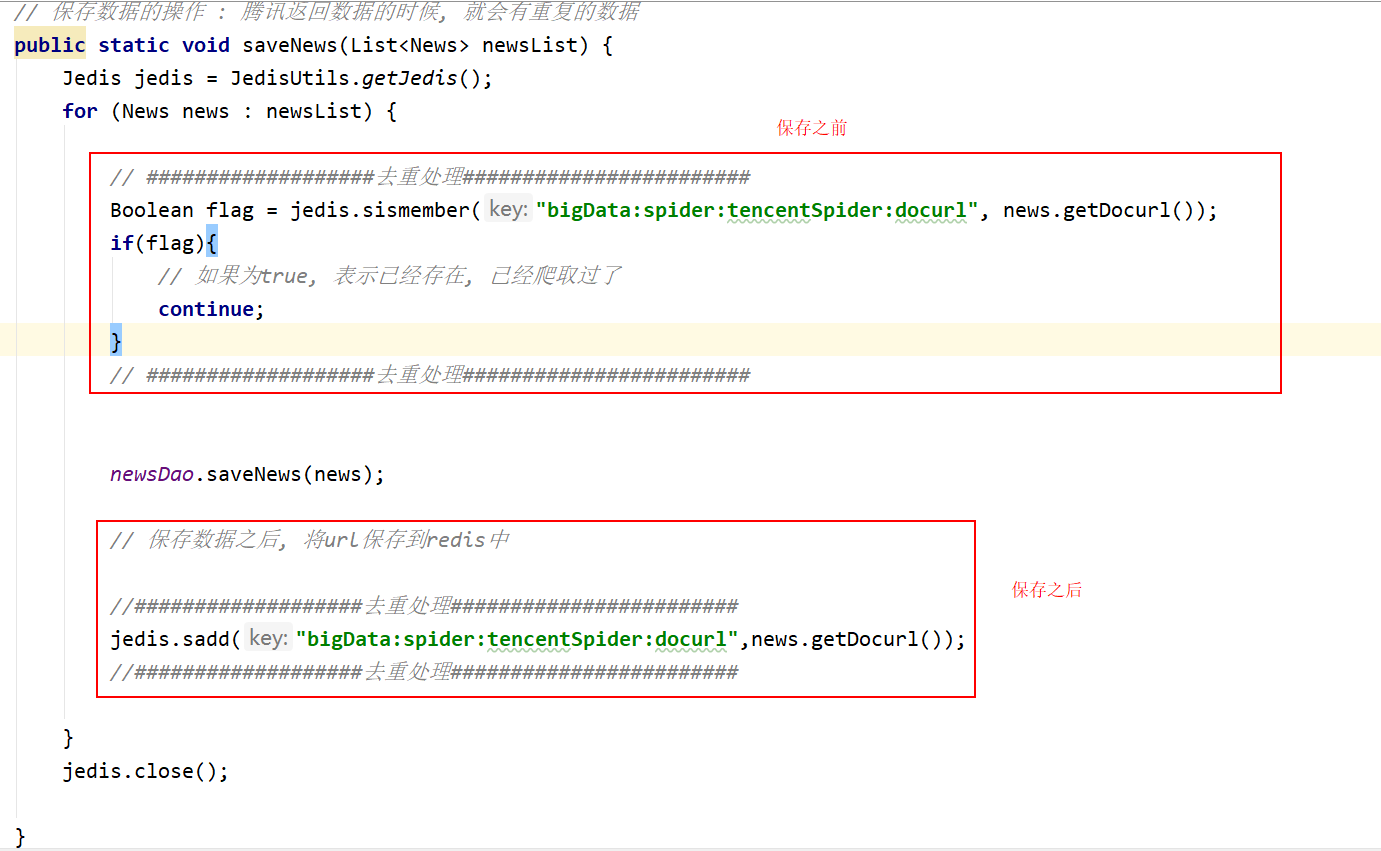 // 保存数据的操作 : 腾讯返回数据的时候, 就会有重复的数据
public static void saveNews(List<News> newsList) {
Jedis jedis = JedisUtils.getJedis();
for (News news : newsList) {
保存之前
// ###################去重处理########################
Boolean flag = jedis.sismember( key: "bigData:spider:tencentSpider:docurl", news.getDocurl());
if(flag){
// 如果为true, 表示已经存在, 已经爬取过了
continue;
}
// ###################去重处理########################
newsDao.saveNews(news);
// 保存数据之后, 将url保存到redis中
//###################去重处理########################
保存之后
jedis.sadd( key: "bigData:spider:tencentSpider:docurl",news.getDocurl());
//###################去重处理########################
}
jedis.close();
}